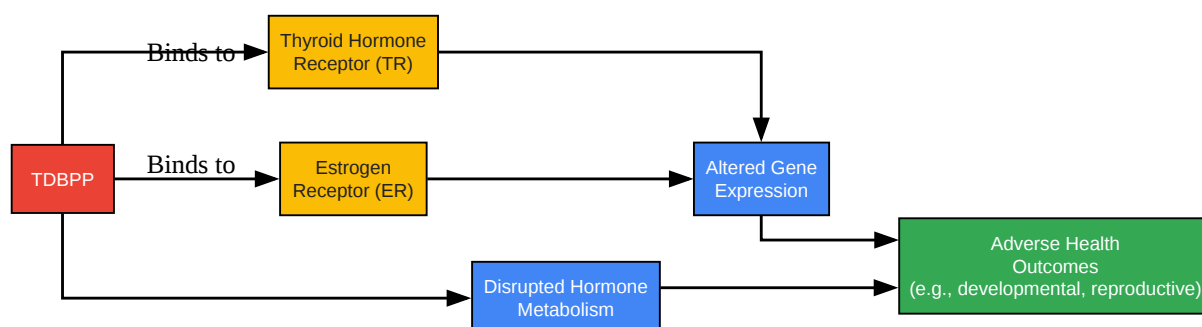 Binds to
Thyroid Hormone
Receptor (TR)
TDBPP
Binds to
Estrogen
Receptor (ER)
Altered Gene
Expression
Disrupted Hormone
Metabolism
Adverse Health
Outcomes
(e.g., developmental, reproductive)